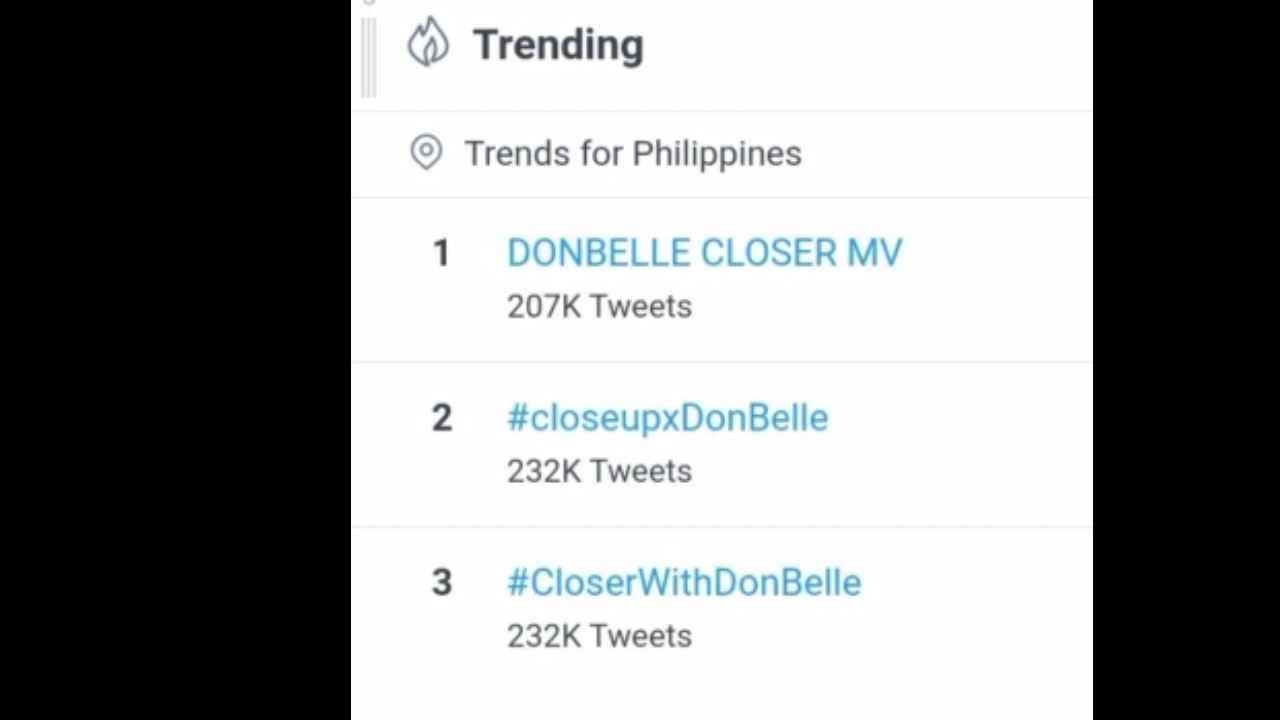 Trending
Trends for Philippines
1 DONBELLE CLOSER MV
207K Tweets
2 #closeupxDonBelle
232K Tweets
3 #CloserWithDonBelle
232K Tweets